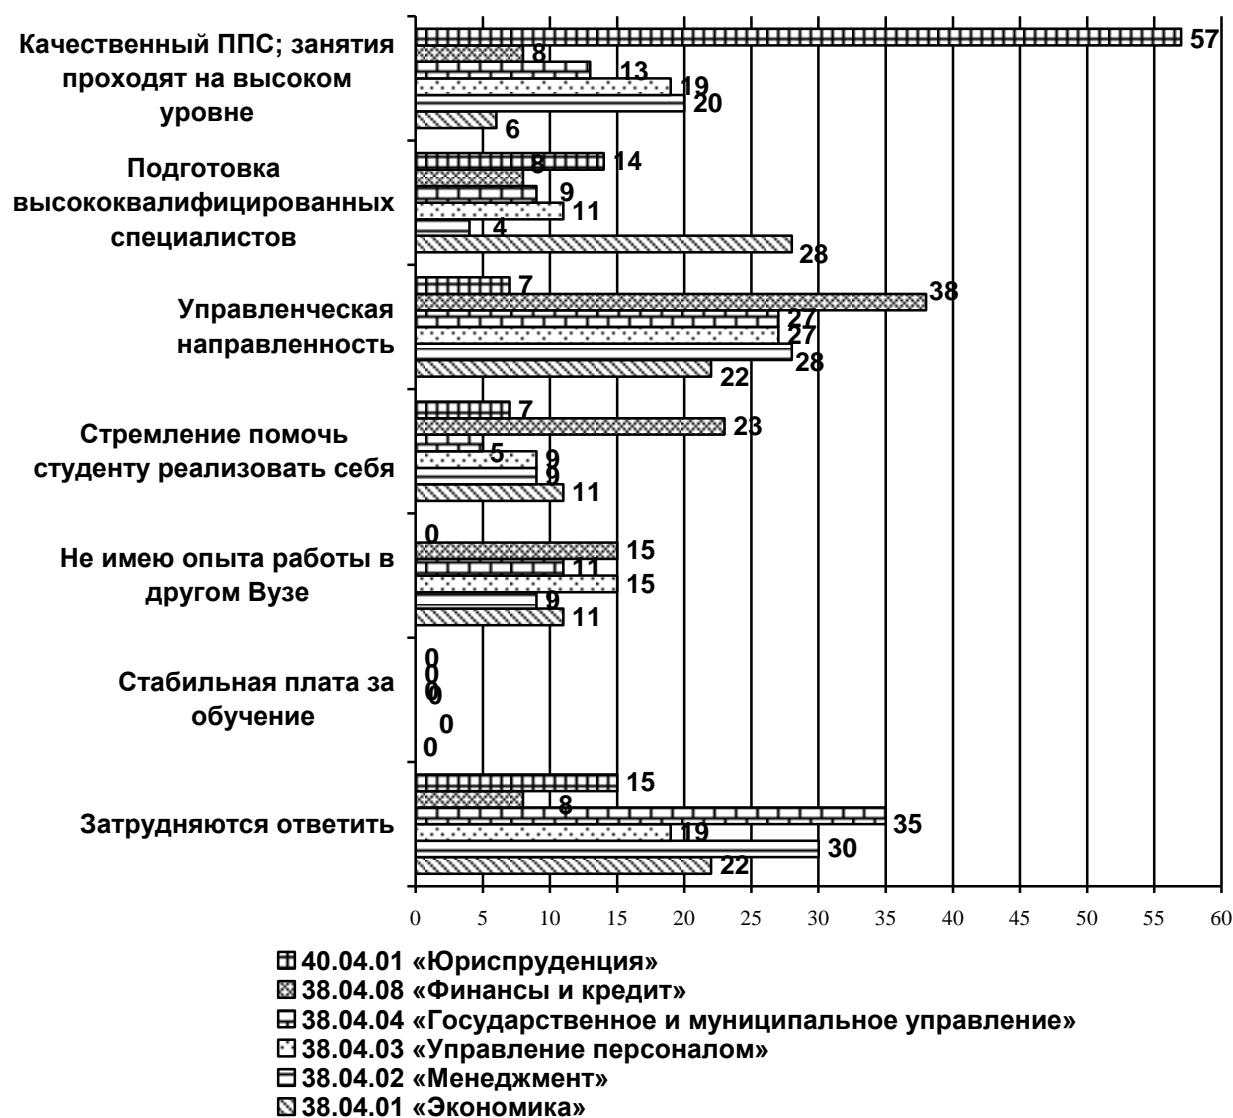 Качественный ППС; занятия
проходят на высоком
уровне
57
8
13
19
20
6
Подготовка
высококвалифицированных
специалистов
14
8
9
11
4
28
Управленческая
направленность
7
38
27
27
28
22
Стремление помочь
студенту реализовать себя
7
23
5
9
9
11
Не имею опыта работы в
другом Вузе
0
15
11
15
9
11
Стабильная плата за
обучение
0
0
0
0
0
0
Затрудняются ответить
15
8
35
19
30
22
0 5 10 15 20 25 30 35 40 45 50 55 60
40.04.01 «Юриспруденция»
38.04.08 «Финансы и кредит»
38.04.04 «Государственное и муниципальное управление»
38.04.03 «Управление персоналом»
38.04.02 «Менеджмент»
38.04.01 «Экономика»